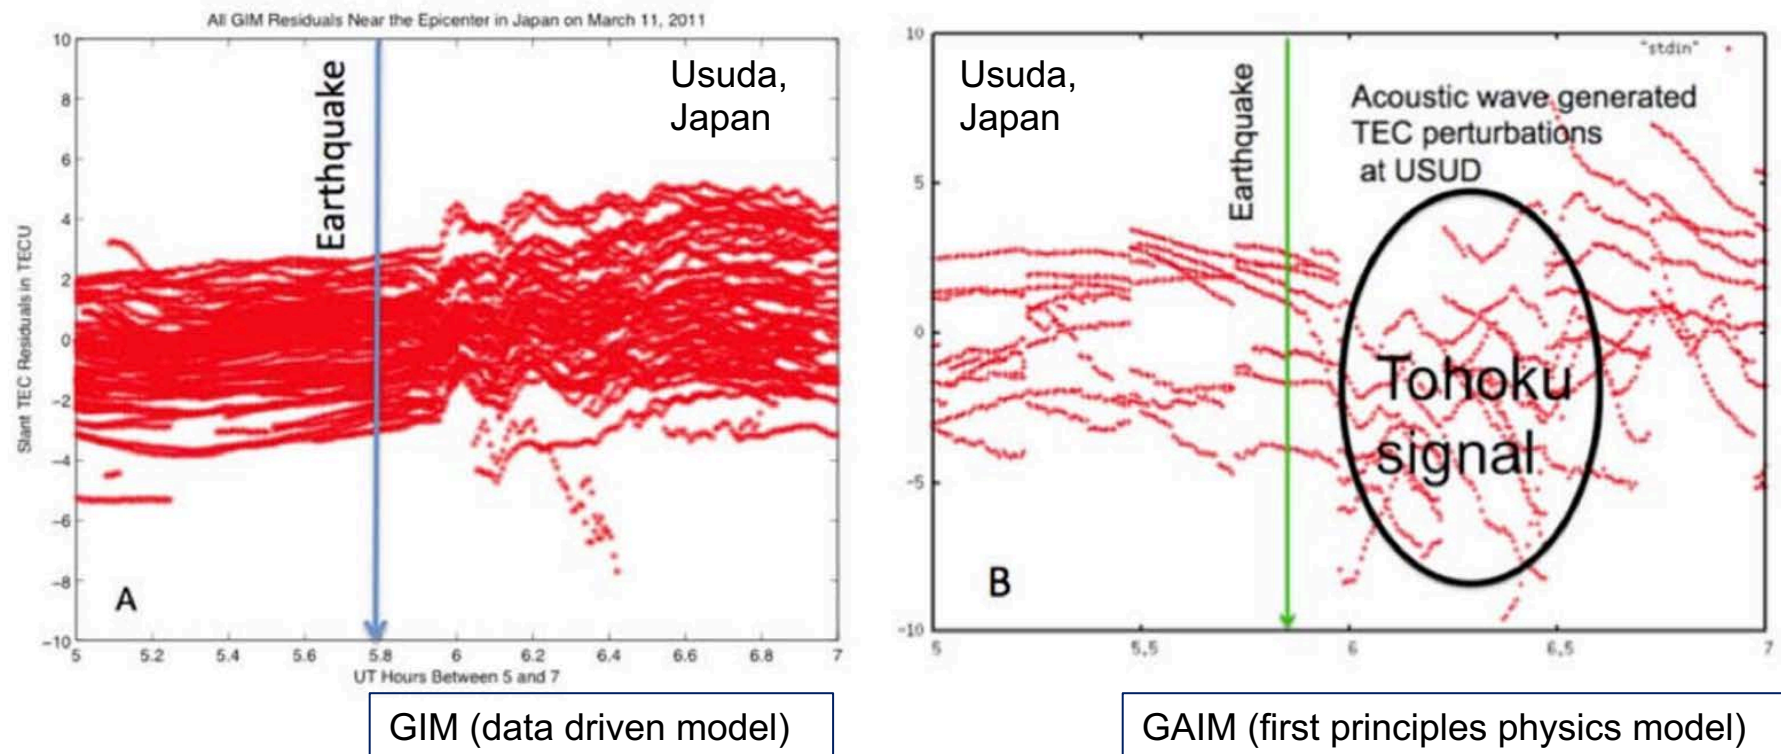 All GIM Residuals Near the Epicenter in Japan on March 11, 2011
Slant TEC Residuals in TECU
10
8
6
4
2
0
−2
−4
−6
−8
−10
Earthquake
Usuda,
Japan
A
5 5.2 5.4 5.6 5.8 6 6.2 6.4 6.6 6.8 7
UT Hours Between 5 and 7
GIM (data driven model)
10
5
0
-5
-10
Usuda,
Japan
Earthquake
"stdin"
Acoustic wave generated
TEC perturbations
at USUD
Tohoku
signal
B
5 5.5 6 6.5 7
GAIM (first principles physics model)